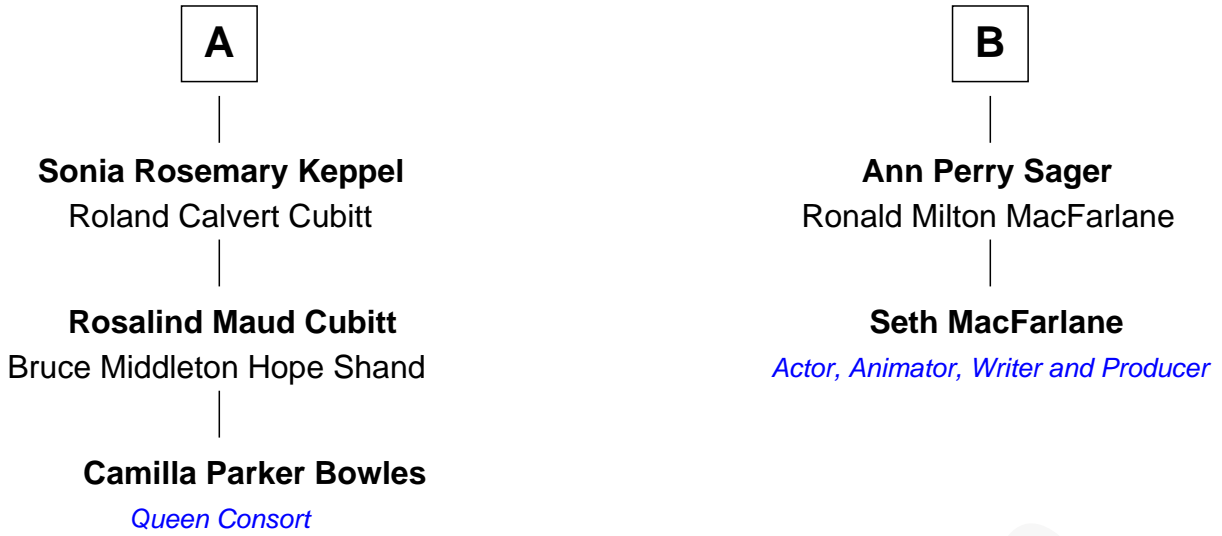 A
Sonia Rosemary Keppel
Roland Calvert Cubitt
Rosalind Maud Cubitt
Bruce Middleton Hope Shand
Camilla Parker Bowles
Queen Consort
B
Ann Perry Sager
Ronald Milton MacFarlane
Seth MacFarlane
Actor, Animator, Writer and Producer